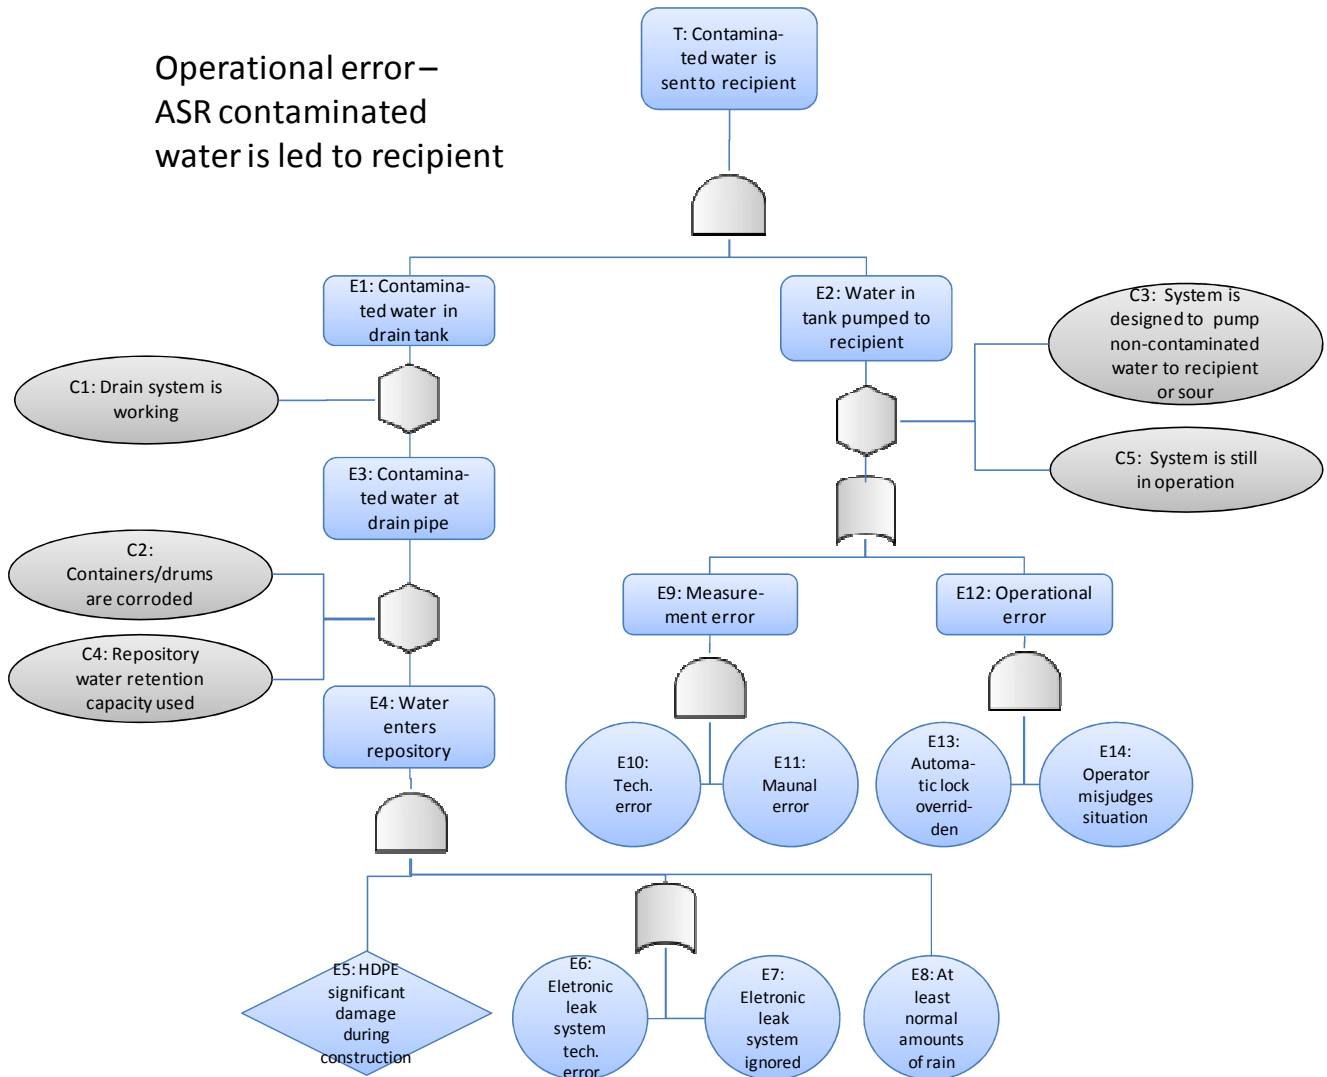 Operational error –
ASR contaminated
water is led to recipient
T: Contamina-
ted water is
sent to recipient
E1: Contamina-
ted water in
drain tank
E2: Water in
tank pumped to
recipient
C3: System is
designed to pump
non-contaminated
water to recipient
or sour
C1: Drain system is
working
C5: System is still
in operation
E3: Contamina-
ted water at
drain pipe
C2:
Containers/drums
are corroded
E9: Measure-
ment error
E12: Operational
error
C4: Repository
water retention
capacity used
E4: Water
enters
repository
E10:
Tech.
error
E11:
Maunal
error
E13:
Automa-
tic lock
overrid-
den
E14:
Operator
misjudges
situation
E5: HDPE
significant
damage
during
construction
E6:
Eletronic
leak
system
tech.
error
E7:
Eletronic
leak
system
ignored
E8: At
least
normal
amounts
of rain